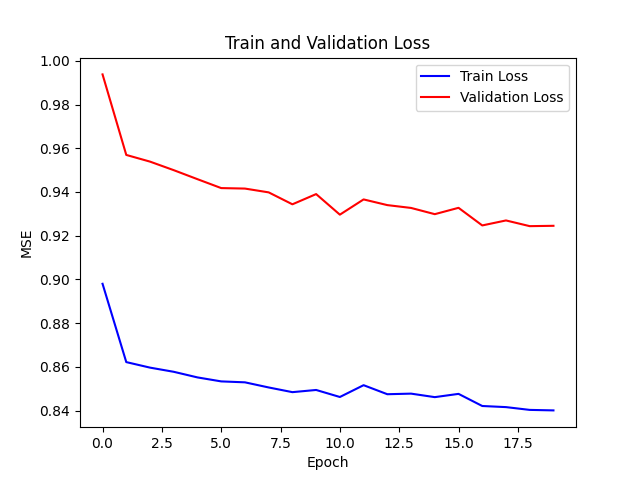 Train and Validation Loss
Train Loss
Validation Loss
MSE
1.00
0.98
0.96
0.94
0.92
0.90
0.88
0.86
0.84
0.0 2.5 5.0 7.5 10.0 12.5 15.0 17.5
Epoch